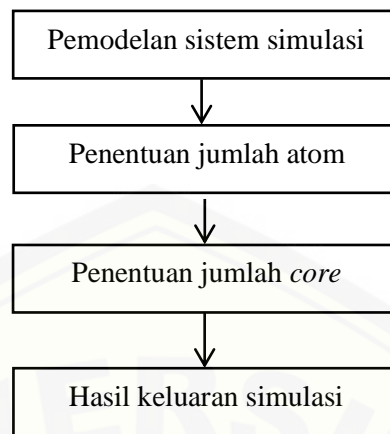 Pemodelan sistem simulasi
Penentuan jumlah atom
Penentuan jumlah core
Hasil keluaran simulasi